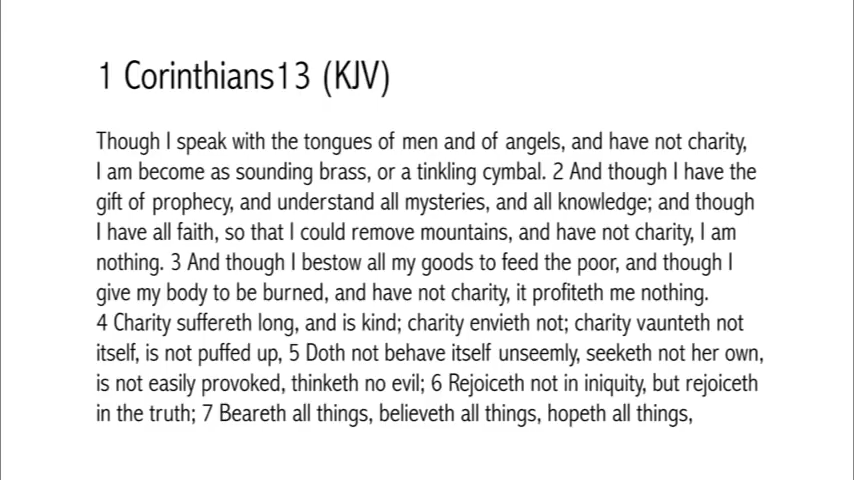 1 Corinthians13 (KJV)
Though I speak with the tongues of men and of angels, and have not charity,
I am become as sounding brass, or a tinkling cymbal. 2 And though I have the
gift of prophecy, and understand all mysteries, and all knowledge; and though
I have all faith, so that I could remove mountains, and have not charity, I am
nothing. 3 And though I bestow all my goods to feed the poor, and though I
give my body to be burned, and have not charity, it profiteth me nothing.
4 Charity suffereth long, and is kind; charity envieth not; charity vaunteth not
itself, is not puffed up, 5 Doth not behave itself unseemly, seeketh not her own,
is not easily provoked, thinketh no evil; 6 Rejoiceth not in iniquity, but rejoiceth
in the truth; 7 Beareth all things, believeth all things, hopeth all things,